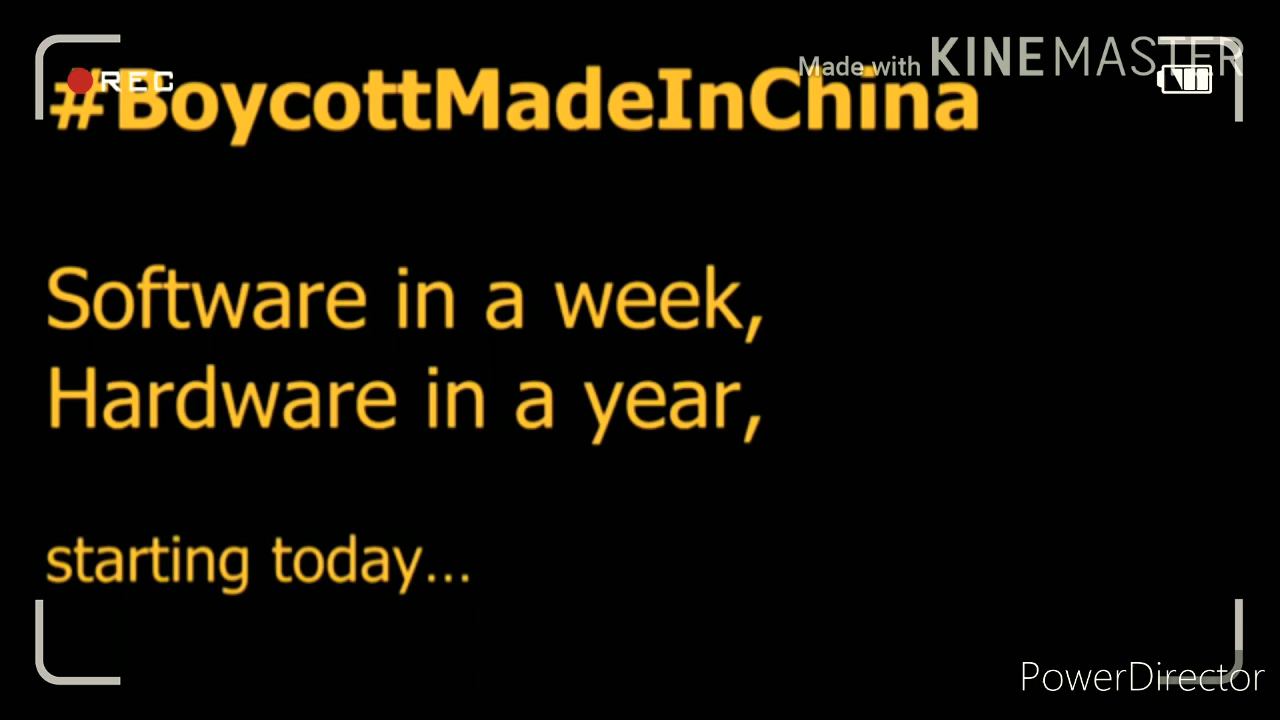 REC
Made with KINEMASTER
#BoycottMadeInChina
Software in a week,
Hardware in a year,
starting today...
PowerDirector